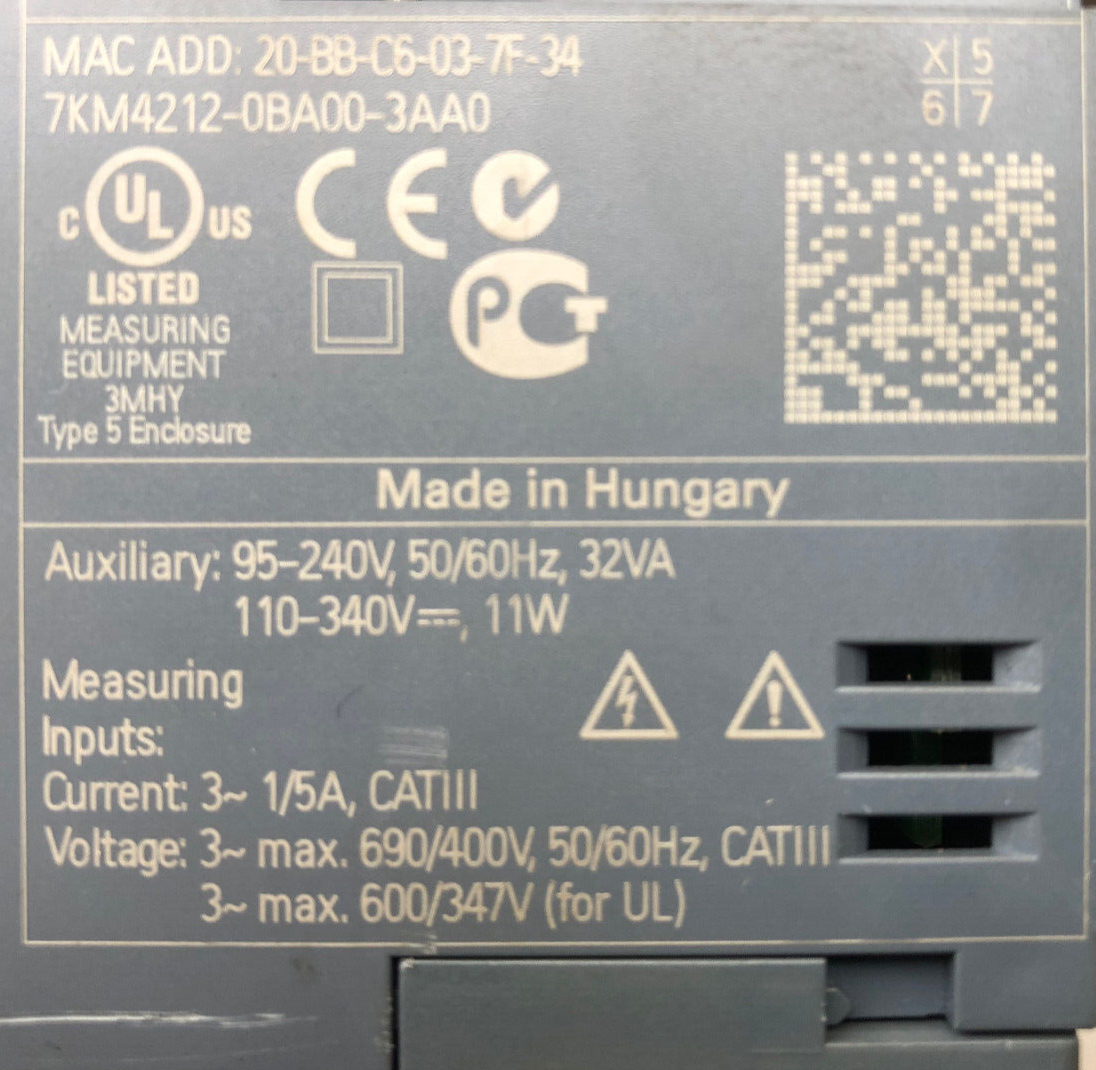 MAC ADD: 20-BB-C6-03-7F-34
7KM4212-0BA00-3AA0
X 5
6 7
C UL US
LISTED
MEASURING
EQUIPMENT
3MHY
Type 5 Enclosure
CE
PCT
Made in Hungary
Auxiliary: 95-240V, 50/60Hz, 32VA
110-340V⎓, 11W
Measuring
Inputs:
Current: 3~ 1/5A, CATIII
Voltage: 3~ max. 690/400V, 50/60Hz, CATIII
3~ max. 600/347V (for UL)